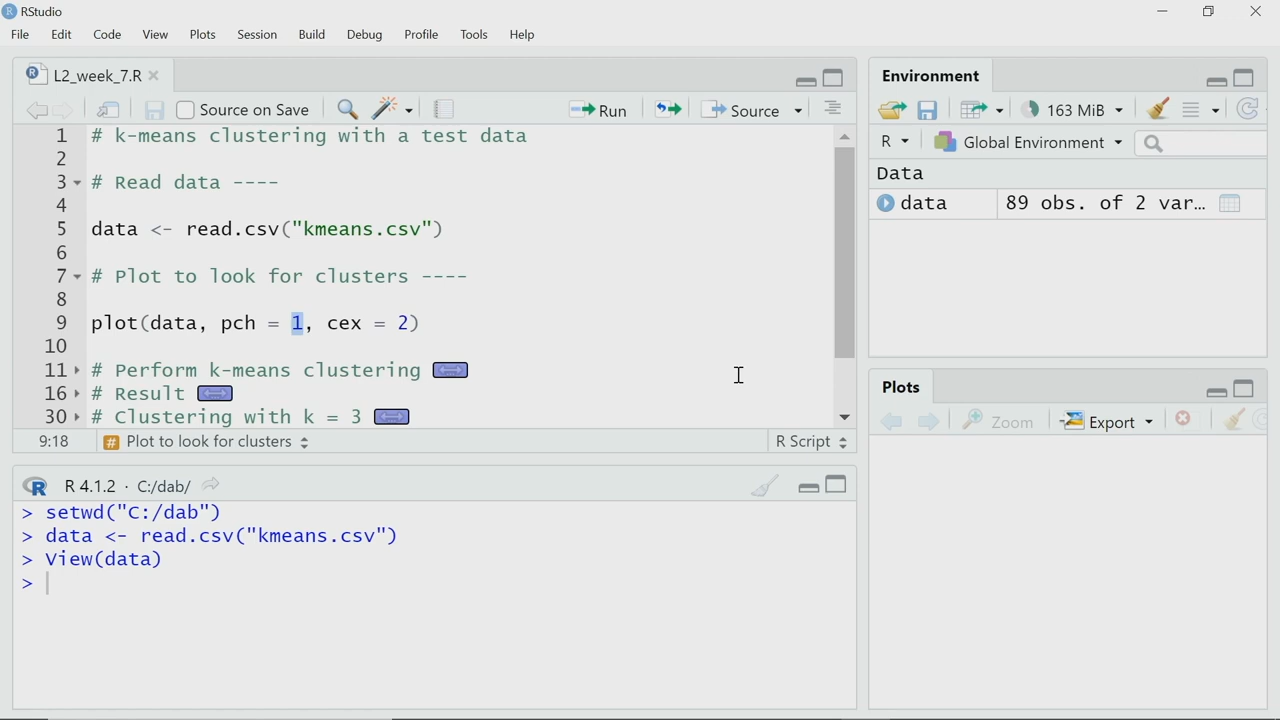 RStudio
File Edit Code View Plots Session Build Debug Profile Tools Help
L2_week_7.R
Source on Save Run Source
1 # k-means clustering with a test data
2
3 # Read data ----
4
5 data <- read.csv("kmeans.csv")
6
7 # Plot to look for clusters ----
8
9 plot(data, pch = 1, cex = 2)
10
11 # Perform k-means clustering
16 # Result
30 # Clustering with k = 3
9:18 # Plot to look for clusters R Script
R R 4.1.2 · C:/dab/
> setwd("C:/dab")
> data <- read.csv("kmeans.csv")
> View(data)
>
Environment
163 MiB
R Global Environment
Data
data 89 obs. of 2 var...
Plots
Zoom Export